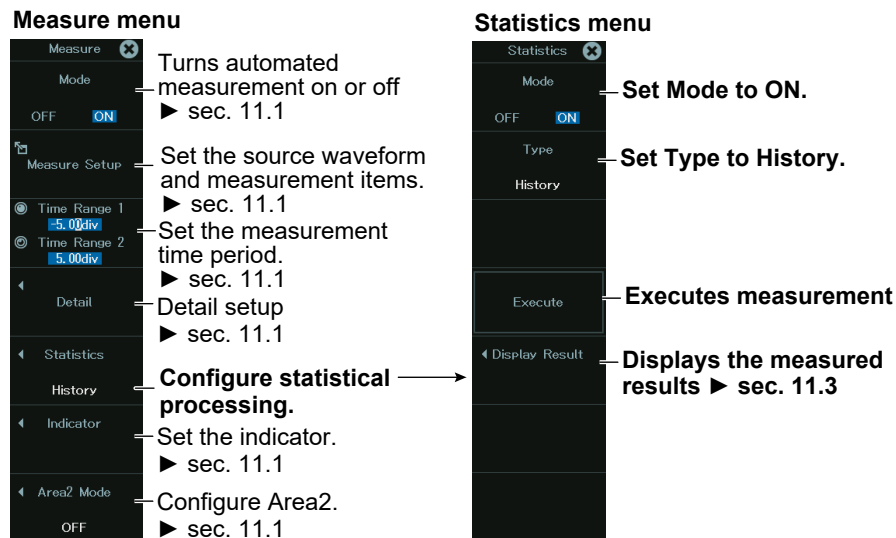 Measure menu
Measure
Mode
OFF ON
Measure Setup
Time Range 1
-5.00div
Time Range 2
5.00div
Detail
Statistics
History
Indicator
Area2 Mode
OFF
Turns automated
measurement on or off
► sec. 11.1
Set the source waveform
and measurement items.
► sec. 11.1
Set the measurement
time period.
► sec. 11.1
Detail setup
► sec. 11.1
Configure statistical
processing.
Set the indicator.
► sec. 11.1
Configure Area2.
► sec. 11.1
Statistics menu
Statistics
Mode
OFF ON
Type
History
Execute
Display Result
Set Mode to ON.
Set Type to History.
Executes measurement
Displays the measured
results ► sec. 11.3